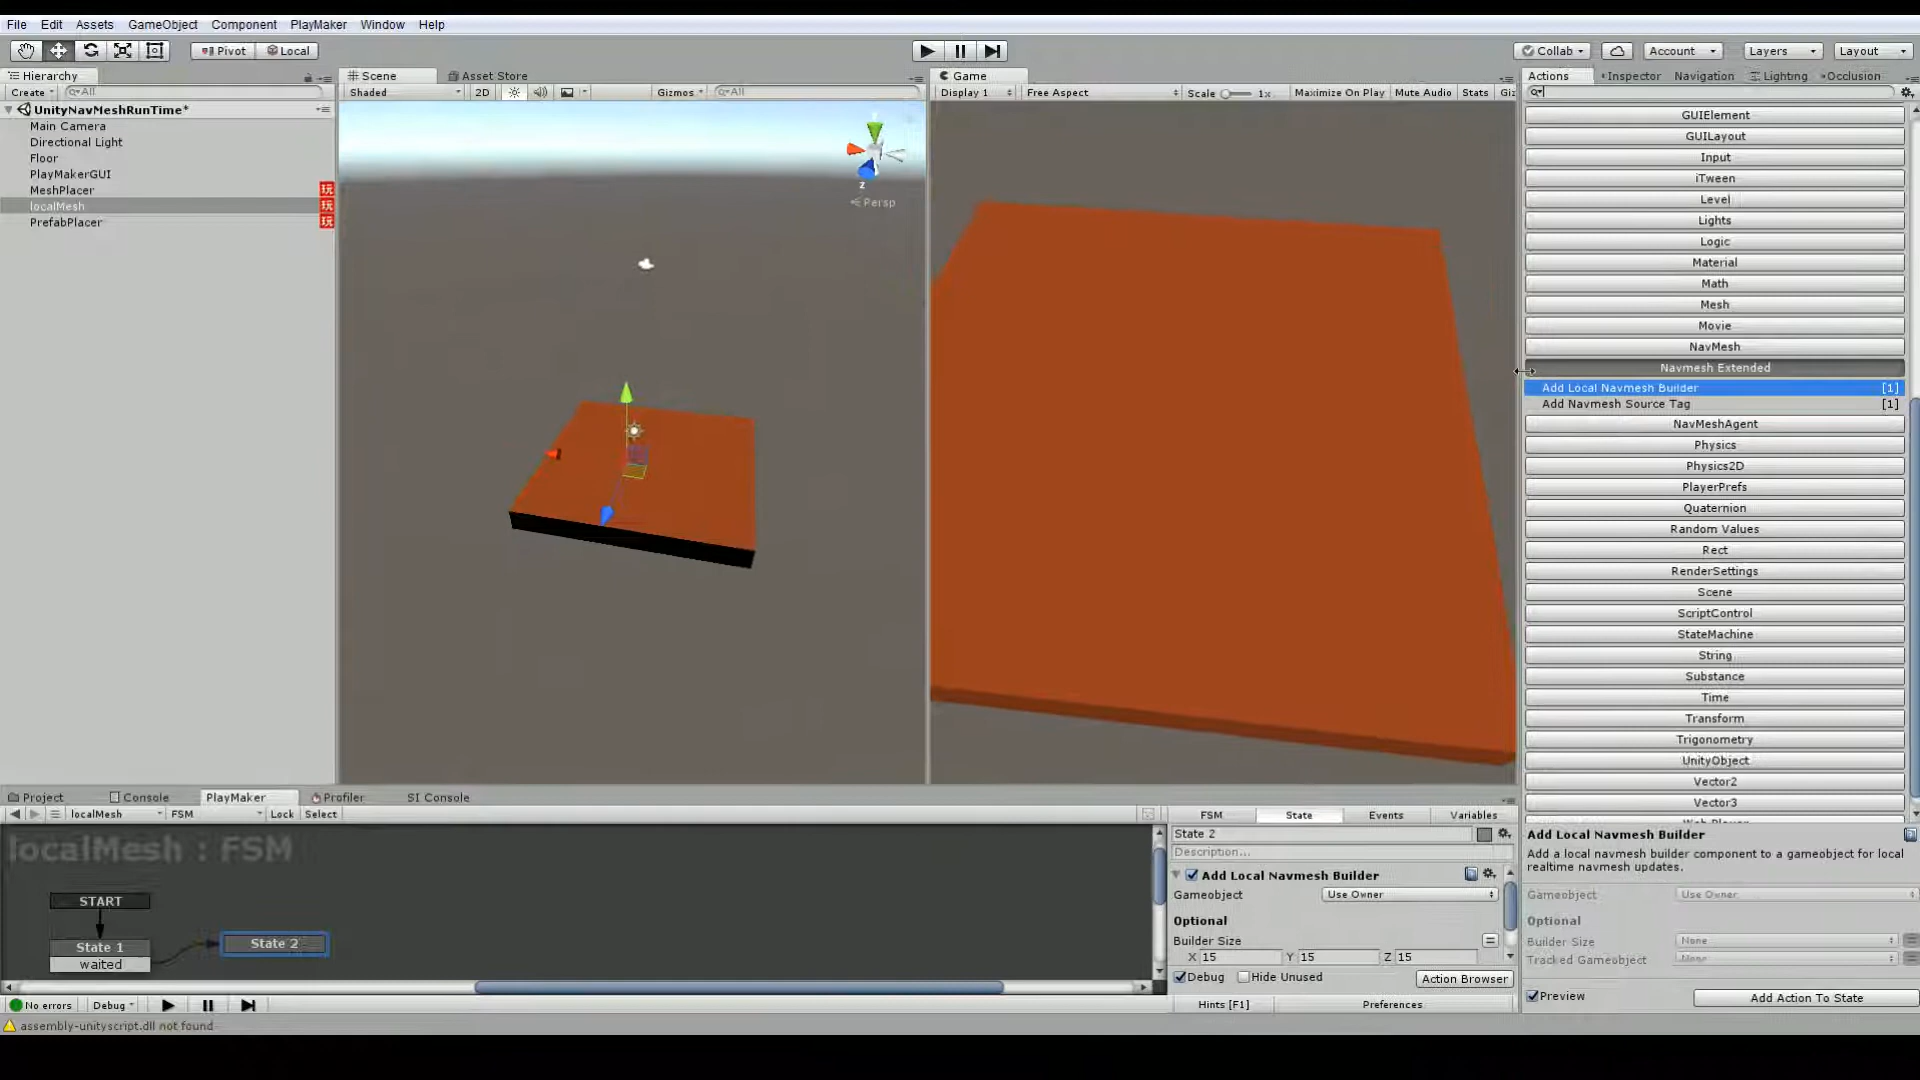 File Edit Assets GameObject Component PlayMaker Window Help
Pivot Local Collab Account Layers Layout
Hierarchy
Create All
UnityNavMeshRunTime*
Main Camera
Directional Light
Floor
PlayMakerGUI
MeshPlacer 玩
localMesh 玩
PrefabPlacer 玩
Scene Asset Store
Shaded 2D Gizmos All
z
Persp
Game
Display 1 Free Aspect Scale 1x Maximize On Play Mute Audio Stats Giz
Actions Inspector Navigation Lighting Occlusion
GUIElement
GUILayout
Input
iTween
Level
Lights
Logic
Material
Math
Mesh
Movie
NavMesh
Navmesh Extended
Add Local Navmesh Builder [1]
Add Navmesh Source Tag [1]
NavMeshAgent
Physics
Physics2D
PlayerPrefs
Quaternion
Random Values
Rect
RenderSettings
Scene
ScriptControl
StateMachine
String
Substance
Time
Transform
Trigonometry
UnityObject
Vector2
Vector3
Add Local Navmesh Builder
Add a local navmesh builder component to a gameobject for local
realtime navmesh updates.
Gameobject Use Owner
Optional
Builder Size None
Tracked Gameobject None
Preview Add Action To State
Project Console PlayMaker Profiler SI Console
localMesh FSM Lock Select
localMesh : FSM
START
State 1
waited
State 2
FSM State Events Variables
State 2
Description...
Add Local Navmesh Builder
Gameobject Use Owner
Optional
Builder Size
X 15 Y 15 Z 15
Debug Hide Unused Action Browser
Hints [F1] Preferences
No errors Debug
assembly-unityscript.dll not found